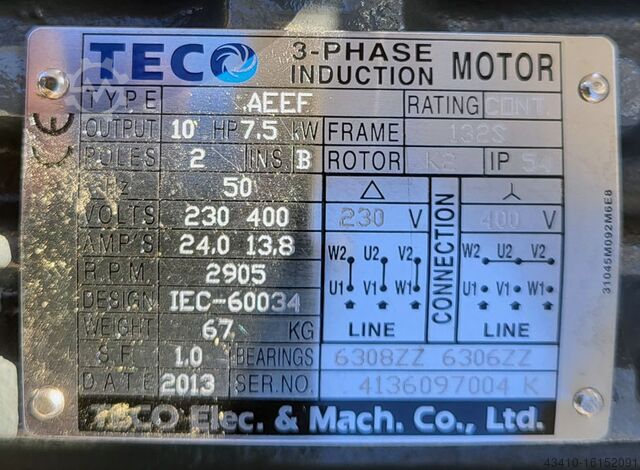 TECO 3-PHASE INDUCTION MOTOR
TYPE AEEF RATING CONT.
OUTPUT 10 HP 7.5 kW FRAME 132S
POLES 2 INS. B ROTOR K2 IP 54
Hz 50
VOLTS 230 400 230 V 400 V
AMP'S 24.0 13.8
R.P.M. 2905
DESIGN IEC-60034
WEIGHT 67 KG
CONNECTION
W2 U2 V2 W2 U2 V2
U1 V1 W1 U1 V1 W1
LINE LINE
S.F. 1.0 BEARINGS 6308ZZ 6306ZZ
DATE 2013 SER.NO. 4136097004 K
TECO Elec. & Mach. Co., Ltd.
CE
31045M092M6E8
43410-16152091